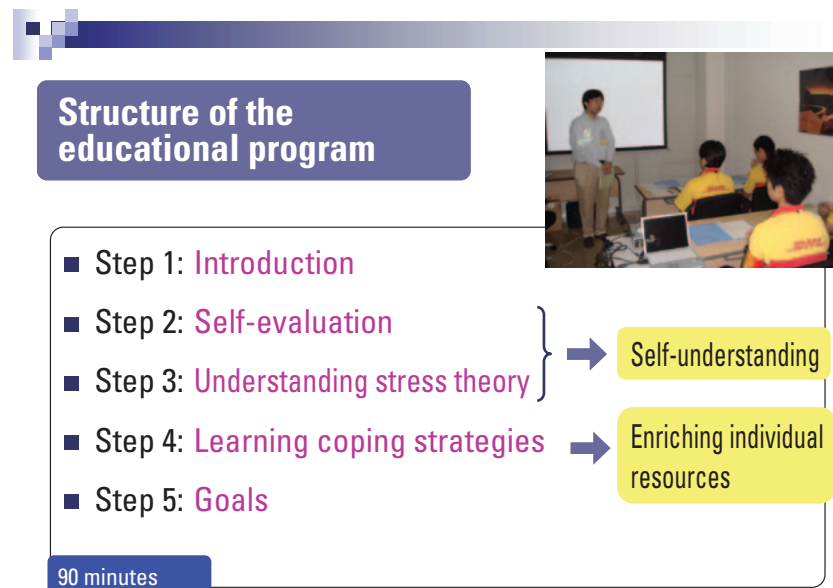 Structure of the
educational program
Step 1: Introduction
Step 2: Self-evaluation
Step 3: Understanding stress theory
Self-understanding
Step 4: Learning coping strategies
Enriching individual
resources
Step 5: Goals
90 minutes